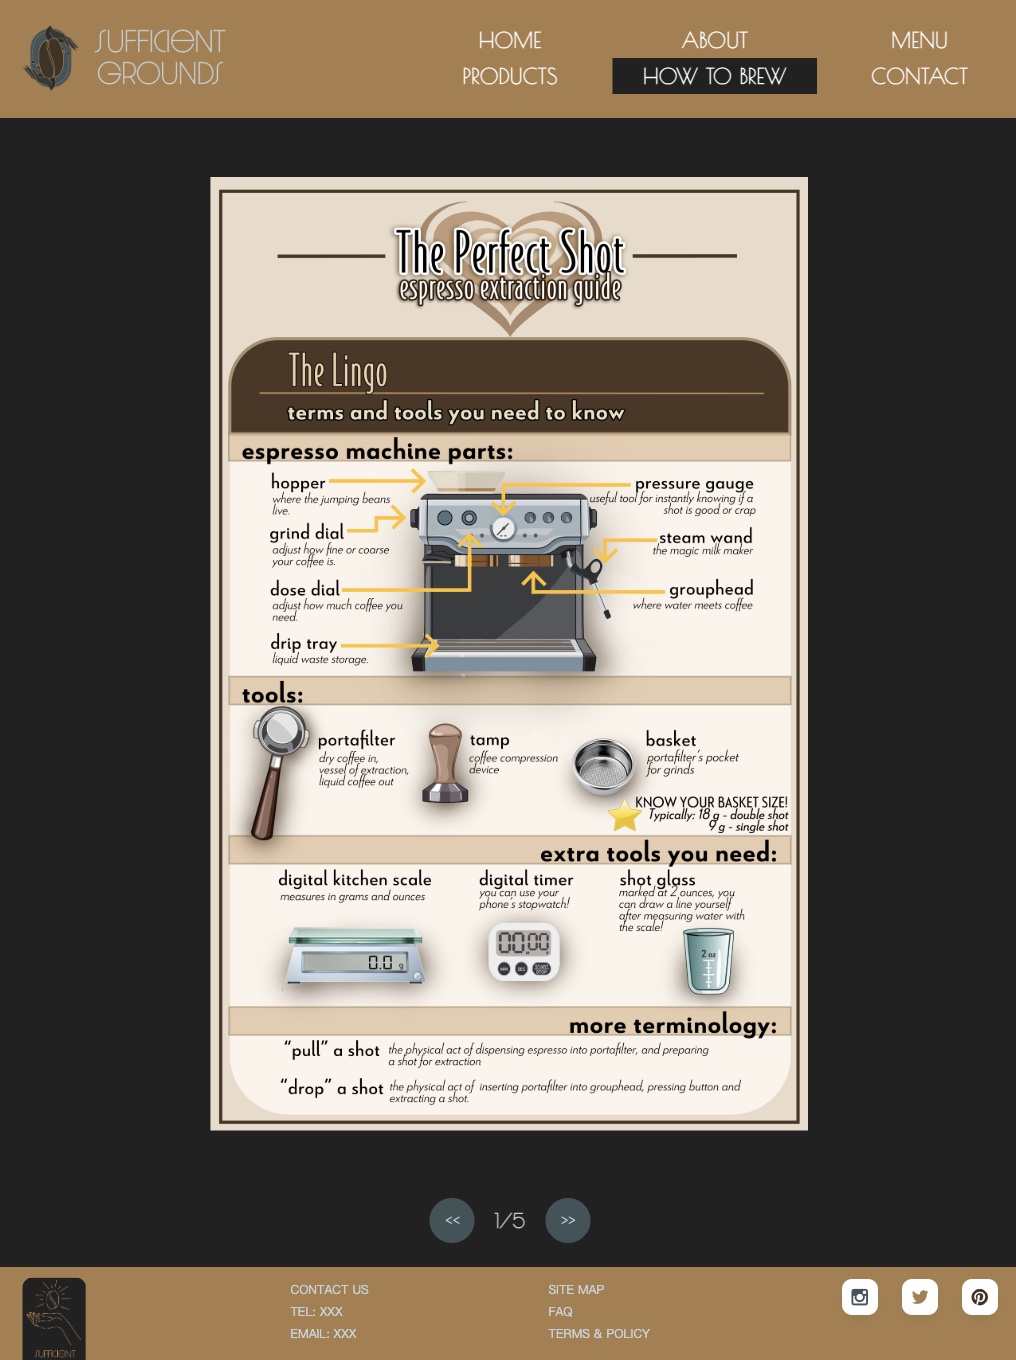 SUFFICIENT
GROUNDS
HOME
ABOUT
MENU
PRODUCTS
HOW TO BREW
CONTACT
The Perfect Shot
espresso extraction guide
The Lingo
terms and tools you need to know
espresso machine parts:
hopper
where the jumping beans
live.
grind dial
adjust how fine or coarse
your coffee is.
dose dial
adjust how much coffee you
need.
drip tray
liquid waste storage.
pressure gauge
useful tool for instantly knowing if a
shot is good or crap
steam wand
the magic milk maker
grouphead
where water meets coffee
tools:
portafilter
dry coffee in,
vessel of extraction,
liquid coffee out
tamp
coffee compression
device
basket
portafilter's pocket
for grinds
KNOW YOUR BASKET SIZE!
Typically: 18 g - double shot
9 g - single shot
extra tools you need:
digital kitchen scale
measures in grams and ounces
0.0 g
digital timer
you can use your
phone's stopwatch!
00:00
MIN SEC START STOP
shot glass
marked at 2 ounces, you
can draw a line yourself
after measuring water with
the scale!
2 oz
more terminology:
"pull" a shot
the physical act of dispensing espresso into portafilter, and preparing
a shot for extraction
"drop" a shot
the physical act of inserting portafilter into grouphead, pressing button and
extracting a shot.
<< 1/5 >>
SUFFICIENT
CONTACT US
TEL: XXX
EMAIL: XXX
SITE MAP
FAQ
TERMS & POLICY